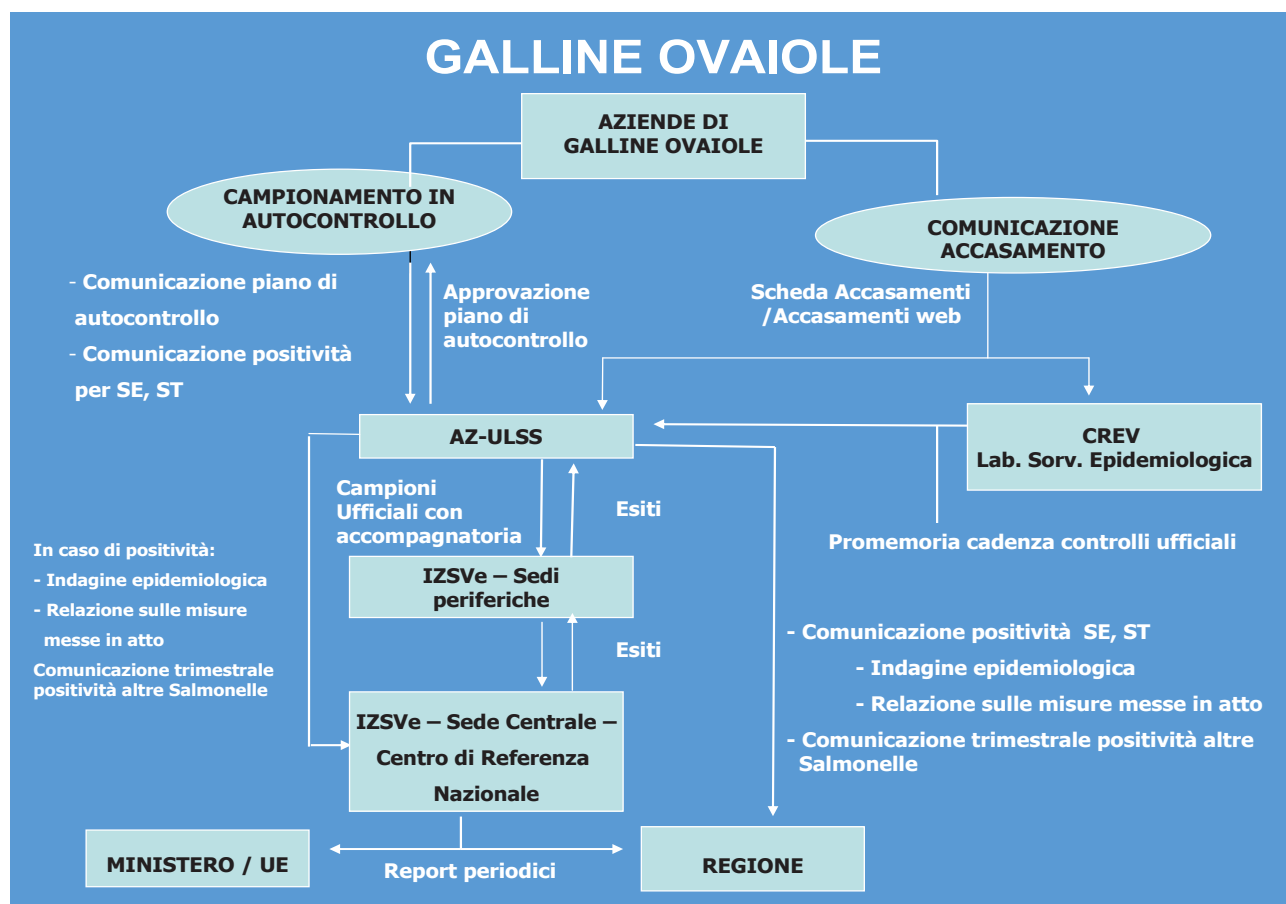 GALLINE OVAIOLE
AZIENDE DI
GALLINE OVAIOLE
CAMPIONAMENTO IN
AUTOCONTROLLO
COMUNICAZIONE
ACCASAMENTO
- Comunicazione piano di
autocontrollo
- Comunicazione positività
per SE, ST
Approvazione
piano di
autocontrollo
Scheda Accasamenti
/Accasamenti web
AZ-ULSS
CREV
Lab. Sorv. Epidemiologica
Campioni
Ufficiali con
accompagnatoria
Esiti
Promemoria cadenza controlli ufficiali
In caso di positività:
- Indagine epidemiologica
- Relazione sulle misure
messe in atto
Comunicazione trimestrale
positività altre Salmonelle
IZSVe – Sedi
periferiche
Esiti
- Comunicazione positività SE, ST
- Indagine epidemiologica
- Relazione sulle misure messe in atto
- Comunicazione trimestrale positività altre
Salmonelle
IZSVe – Sede Centrale –
Centro di Referenza
Nazionale
MINISTERO / UE
Report periodici
REGIONE